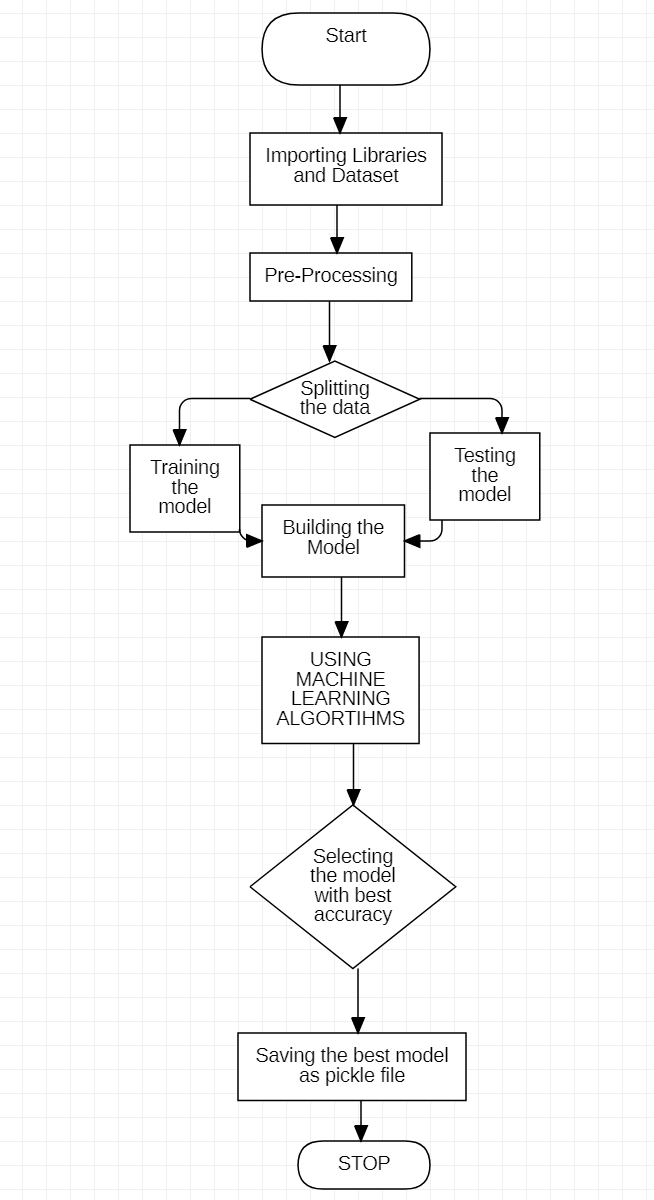 Start
Importing Libraries
and Dataset
Pre-Processing
Splitting
the data
Training
the
model
Testing
the
model
Building the
Model
USING
MACHINE
LEARNING
ALGORTIHMS
Selecting
the model
with best
accuracy
Saving the best model
as pickle file
STOP